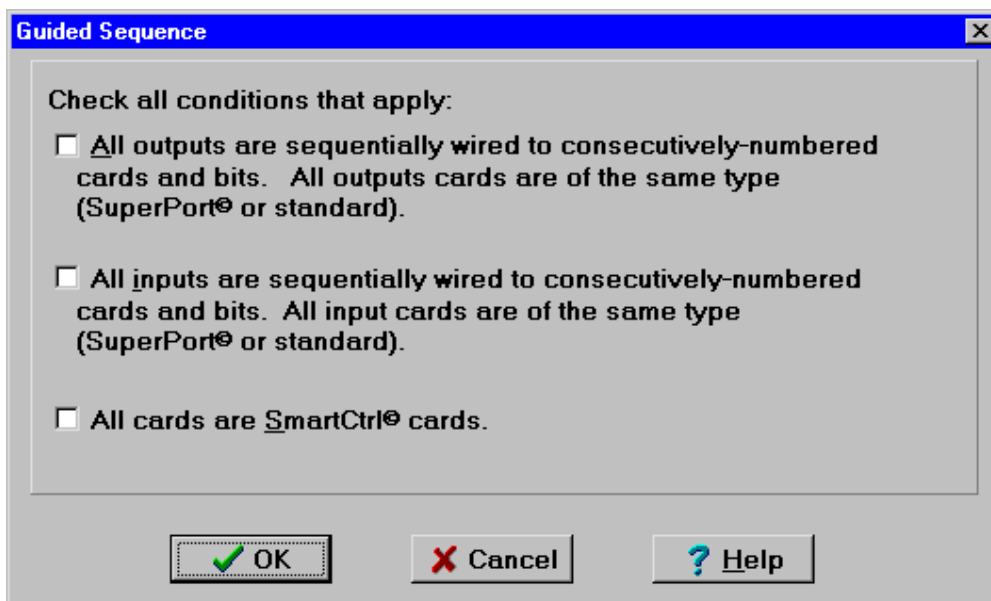 Guided Sequence
Check all conditions that apply:
All outputs are sequentially wired to consecutively-numbered
cards and bits.   All outputs cards are of the same type
(SuperPort© or standard).
All inputs are sequentially wired to consecutively-numbered
cards and bits.  All input cards are of the same type
(SuperPort© or standard).
All cards are SmartCtrl© cards.
OK
Cancel
Help